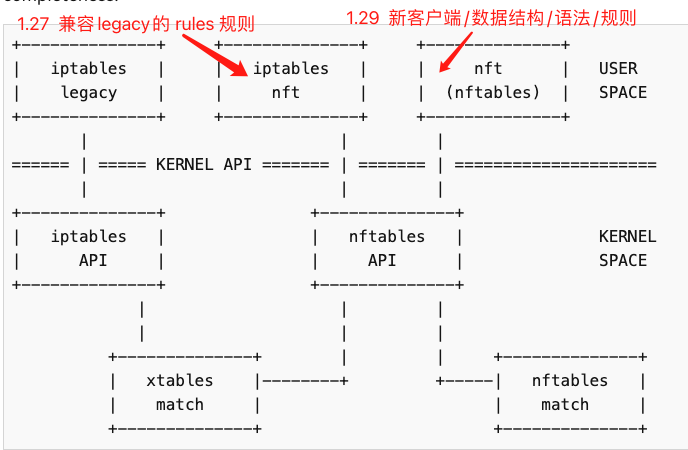 completeness.
1.27 兼容legacy的 rules 规则
1.29 新客户端/数据结构/语法/规则
+--------------+     +--------------+     +--------------+
|   iptables   |     |   iptables   |     |     nft      |   USER
|    legacy    |     |     nft      |     |  (nftables)  |   SPACE
+--------------+     +--------------+     +--------------+
       |                          |         |
====== | ===== KERNEL API ======= | ======= | =====================
       |                          |         |
+--------------+               +--------------+
|   iptables   |               |   nftables   |              KERNEL
|      API     |               |     API      |              SPACE
+--------------+               +--------------+
             |                    |         |
             |                    |         |
          +--------------+        |         |     +--------------+
          |   xtables    |--------+         +-----|   nftables   |
          |    match     |                        |    match     |
          +--------------+                        +--------------+